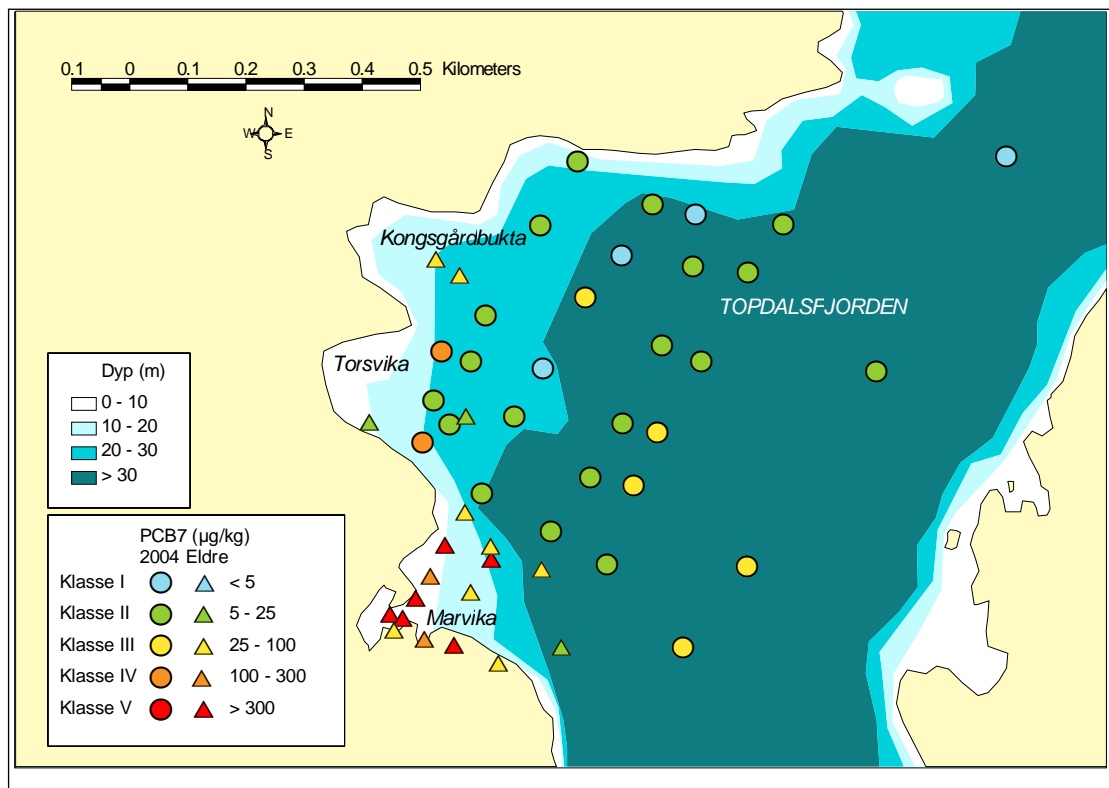 0.1 0 0.1 0.2 0.3 0.4 0.5 Kilometers
N
W E
S
Kongsgårdbukta
TOPDALSFJORDEN
Torsvika
Dyp (m)
0 - 10
10 - 20
20 - 30
> 30
PCB7 (µg/kg)
2004 Eldre
Klasse I < 5
Klasse II 5 - 25
Klasse III 25 - 100
Klasse IV 100 - 300
Klasse V > 300
Marvika